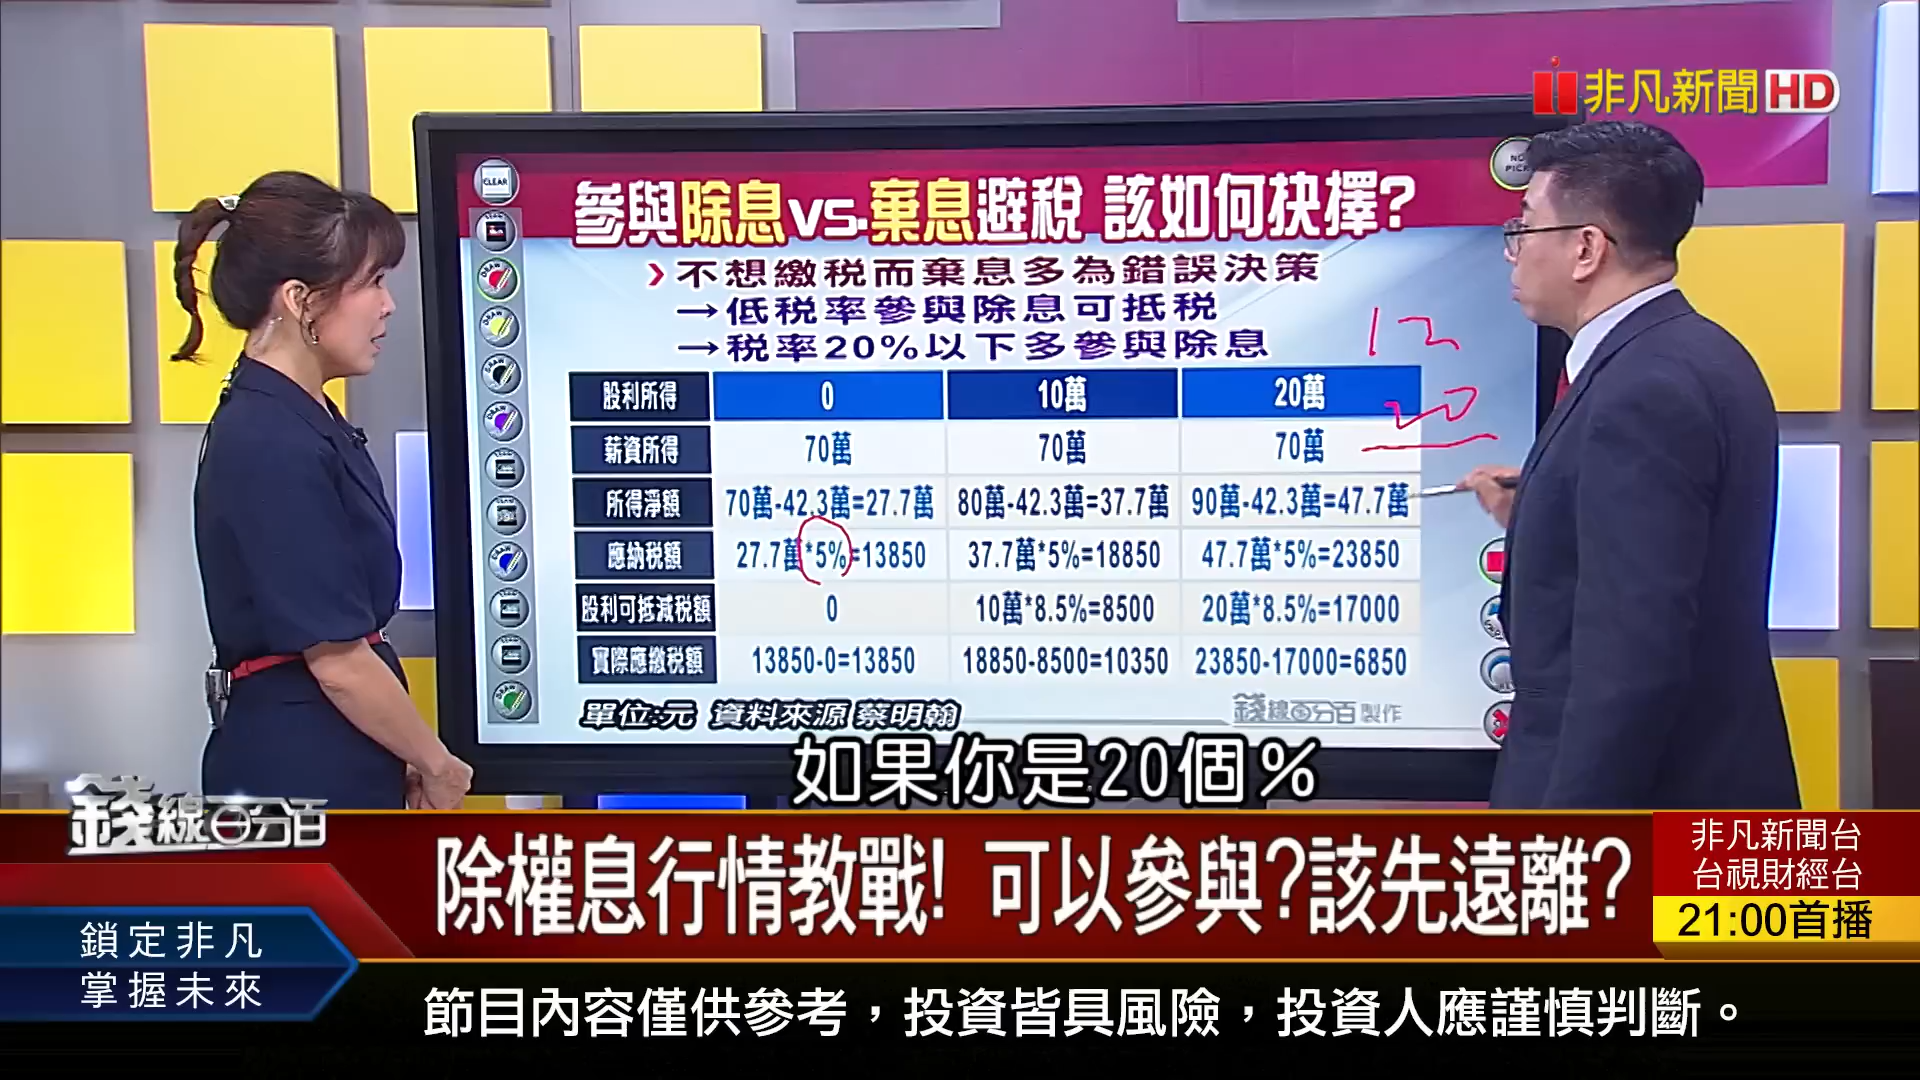 非凡新聞HD
CLEAR
參與除息vs.棄息避稅 該如何抉擇?
不想繳稅而棄息多為錯誤決策
→低稅率參與除息可抵稅
→稅率20%以下多參與除息
12
20
股利所得 0 10萬 20萬
薪資所得 70萬 70萬 70萬
所得淨額 70萬-42.3萬=27.7萬 80萬-42.3萬=37.7萬 90萬-42.3萬=47.7萬
應納稅額 27.7萬*5%=13850 37.7萬*5%=18850 47.7萬*5%=23850
股利可抵減稅額 0 10萬*8.5%=8500 20萬*8.5%=17000
實際應繳稅額 13850-0=13850 18850-8500=10350 23850-17000=6850
單位:元 資料來源 蔡明翰
錢線百分百 製作
如果你是20個%
錢線百分百
除權息行情教戰! 可以參與?該先遠離?
非凡新聞台
台視財經台
21:00首播
鎖定非凡
掌握未來
節目內容僅供參考，投資皆具風險，投資人應謹慎判斷。